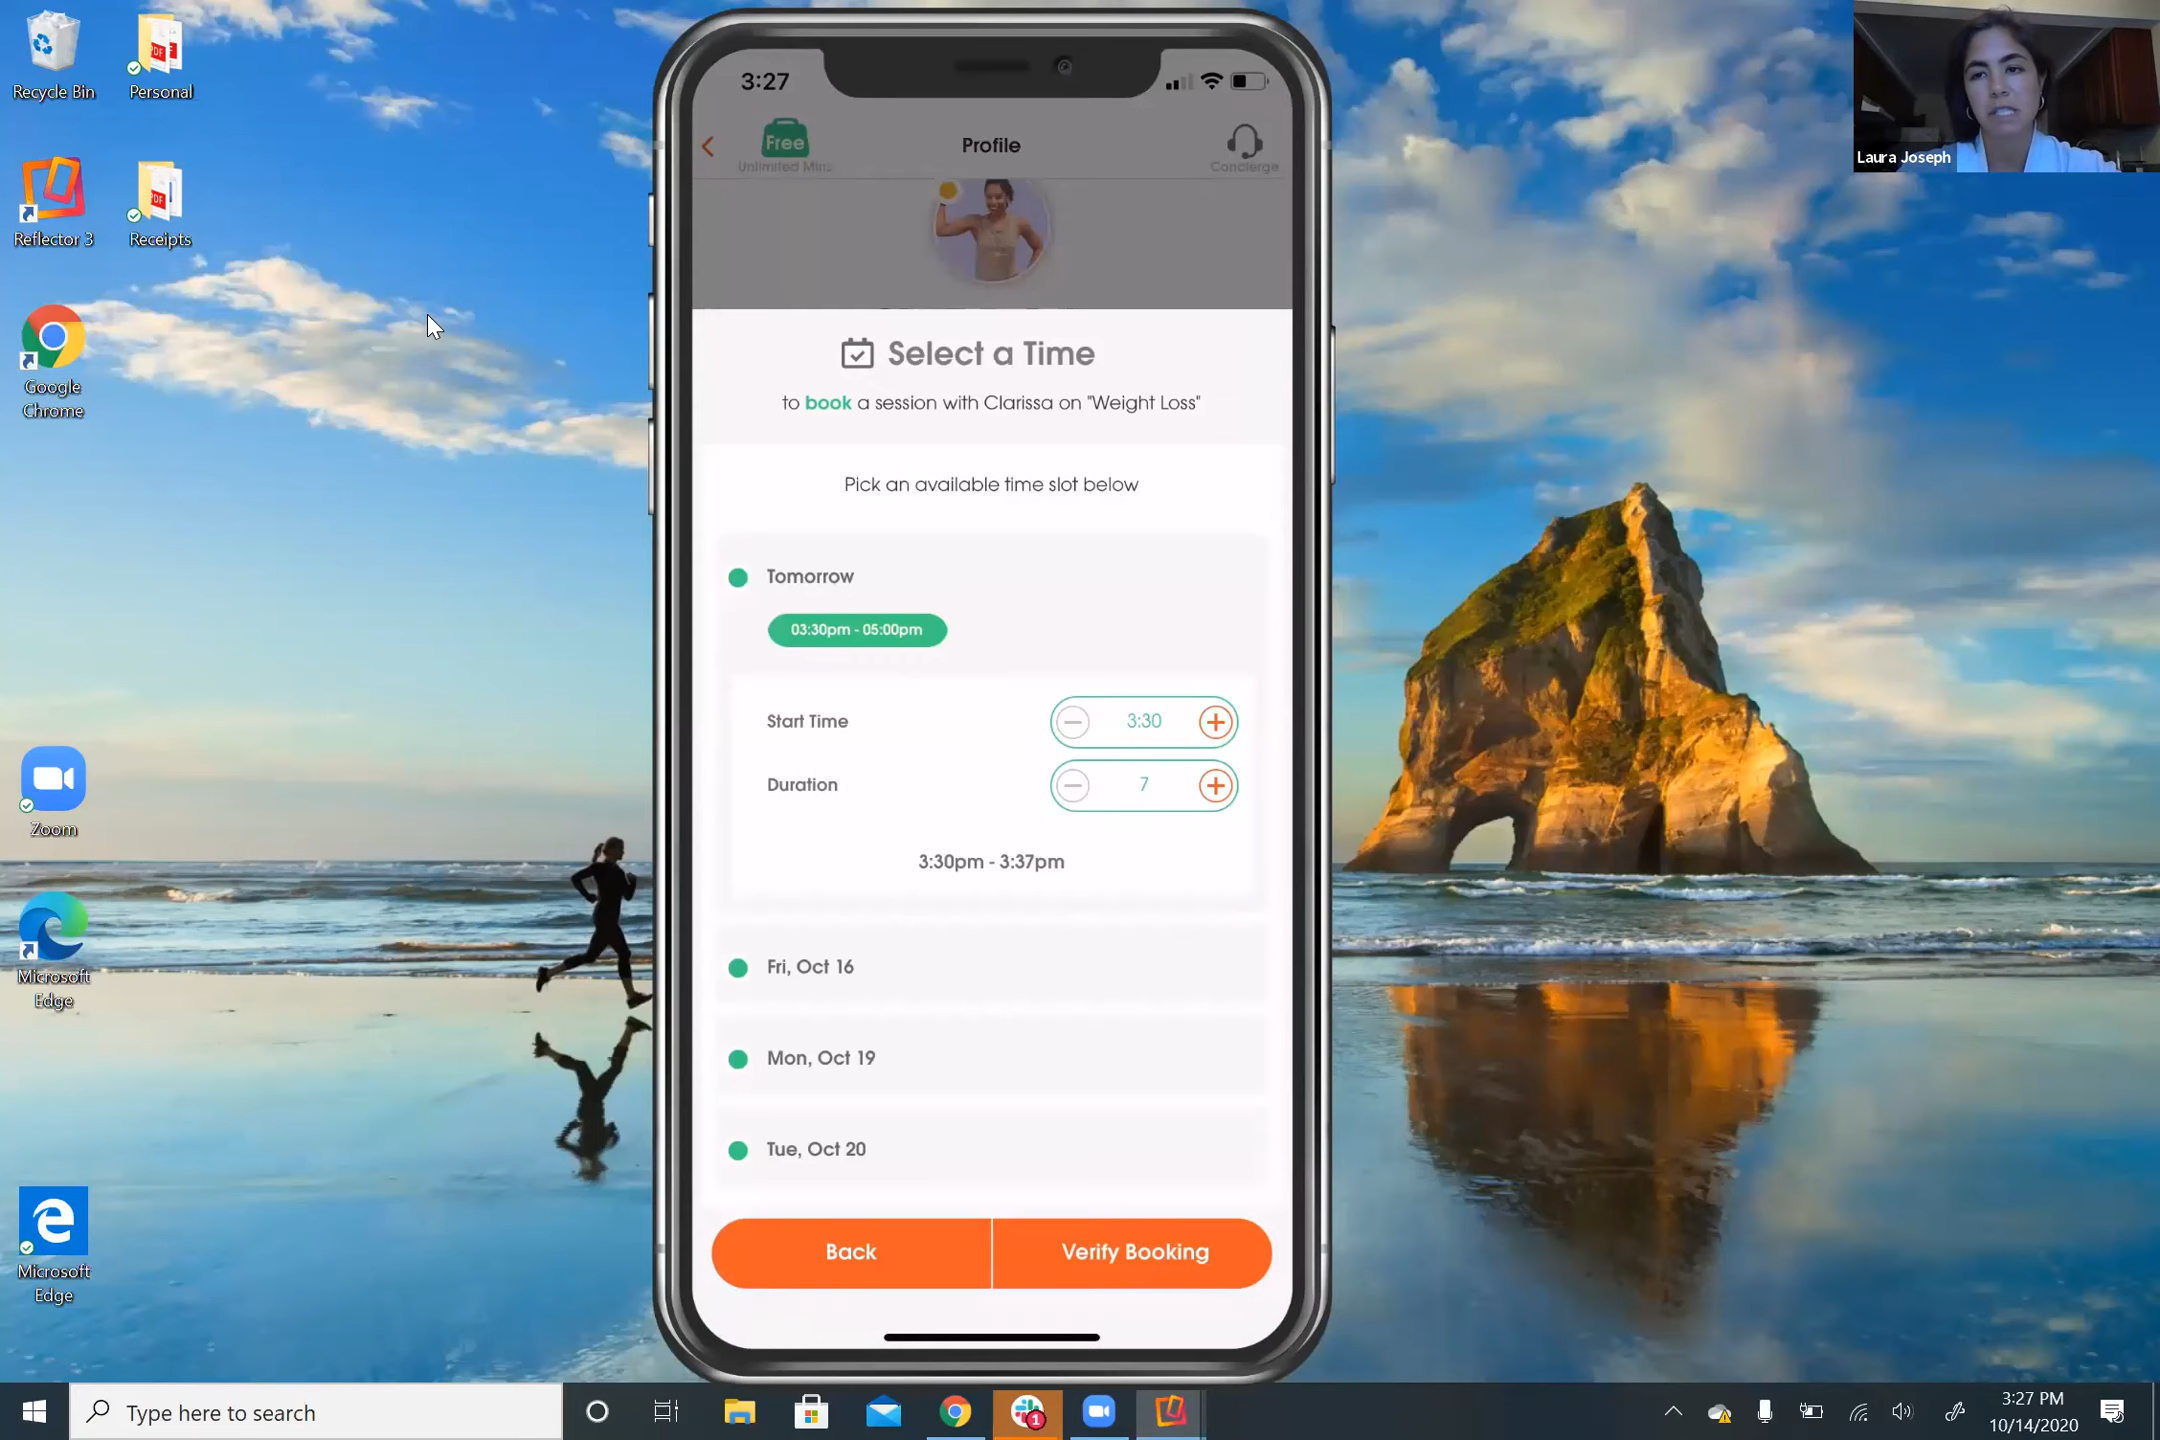 Recycle Bin
Personal
Reflector 3
Receipts
Google
Chrome
Zoom
Microsoft
Edge
Microsoft
Edge
3:27
Free
Unlimited Mins
Profile
Concierge
Select a Time
to book a session with Clarissa on "Weight Loss"
Pick an available time slot below
Tomorrow
03:30pm - 05:00pm
Start Time
3:30
Duration
7
3:30pm - 3:37pm
Fri, Oct 16
Mon, Oct 19
Tue, Oct 20
Back
Verify Booking
Laura Joseph
Type here to search
1
3:27 PM
10/14/2020
PDF
PDF